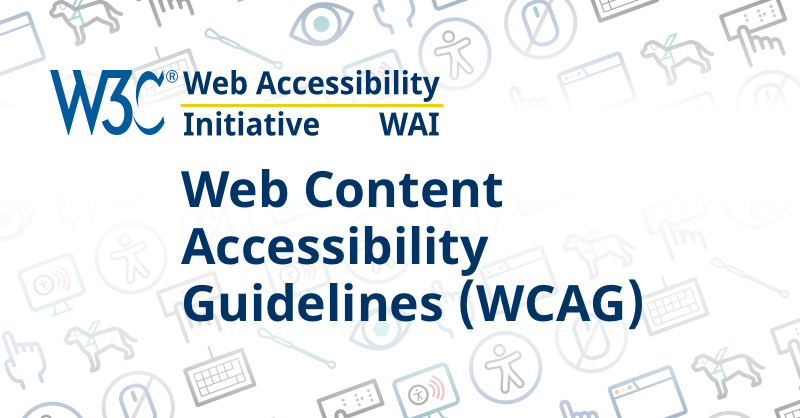 W3C® Web Accessibility
Initiative WAI
Web Content
Accessibility
Guidelines (WCAG)